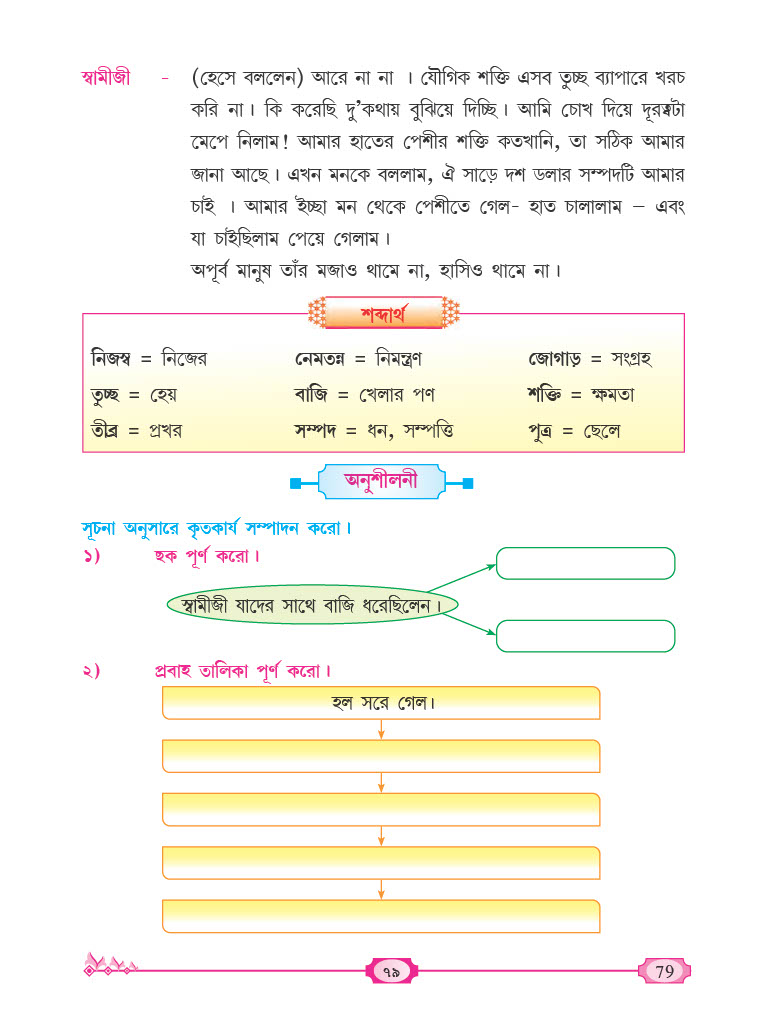 স্বামীজী - (হেসে বললেন) আরে না না । যৌগিক শক্তি এসব তুচ্ছ ব্যাপারে খরচ
করি না। কি করেছি দু’কথায় বুঝিয়ে দিচ্ছি। আমি চোখ দিয়ে দূরত্বটা
মেপে নিলাম! আমার হাতের পেশীর শক্তি কতখানি, তা সঠিক আমার
জানা আছে। এখন মনকে বললাম, ঐ সাড়ে দশ ডলার সম্পদটি আমার
চাই । আমার ইচ্ছা মন থেকে পেশীতে গেল- হাত চালালাম – এবং
যা চাইছিলাম পেয়ে গেলাম।
অপূর্ব মানুষ তাঁর মজাও থামে না, হাসিও থামে না।
শব্দার্থ
নিজস্ব = নিজের নেমতন্ন = নিমন্ত্রণ জোগাড় = সংগ্রহ
তুচ্ছ = হেয় বাজি = খেলার পণ শক্তি = ক্ষমতা
তীব্র = প্রখর সম্পদ = ধন, সম্পত্তি পুত্র = ছেলে
অনুশীলনী
সূচনা অনুসারে কৃতকার্য সম্পাদন করো।
১) ছক পূর্ণ করো।
স্বামীজী যাদের সাথে বাজি ধরেছিলেন।
২) প্রবাহ তালিকা পূর্ণ করো।
হল সরে গেল।
৭৯ 79